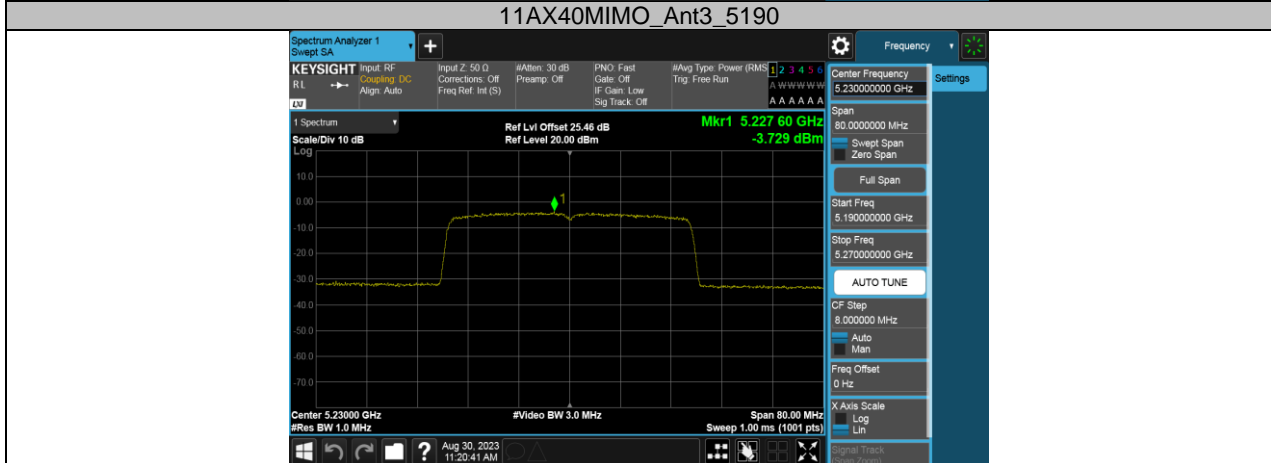 11AX40MIMO_Ant3_5190
Spectrum Analyzer 1
Swept SA
+
Frequency
KEYSIGHT
RL
LXI
Input: RF
Coupling: DC
Align: Auto
Input Z: 50 Ω
Corrections: Off
Freq Ref: Int (S)
#Atten: 30 dB
Preamp: Off
PNO: Fast
Gate: Off
IF Gain: Low
Sig Track: Off
#Avg Type: Power (RMS
Trig: Free Run
1 2 3 4 5 6
A W W W W W
A A A A A A
Center Frequency
5.230000000 GHz
Settings
Span
80.0000000 MHz
Swept Span
Zero Span
Full Span
Start Freq
5.190000000 GHz
Stop Freq
5.270000000 GHz
AUTO TUNE
CF Step
8.000000 MHz
Auto
Man
Freq Offset
0 Hz
X Axis Scale
Log
Lin
Signal Track
(Span Zoom)
1 Spectrum
Scale/Div 10 dB
Log
Ref Lvl Offset 25.46 dB
Ref Level 20.00 dBm
Mkr1 5.227 60 GHz
-3.729 dBm
1
10.0
0.00
-10.0
-20.0
-30.0
-40.0
-50.0
-60.0
-70.0
Center 5.23000 GHz
#Res BW 1.0 MHz
#Video BW 3.0 MHz
Span 80.00 MHz
Sweep 1.00 ms (1001 pts)
?
Aug 30, 2023
11:20:41 AM